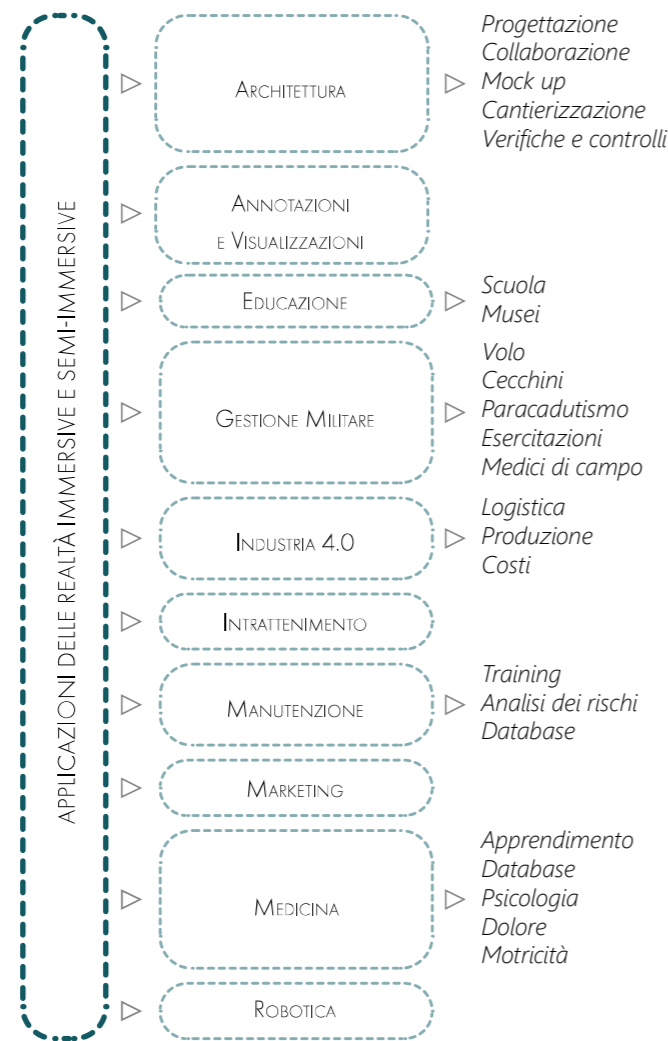 APPLICAZIONI DELLE REALTÀ IMMERSIVE E SEMI-IMMERSIVE
Architettura
Progettazione
Collaborazione
Mock up
Cantierizzazione
Verifiche e controlli
Annotazioni
e Visualizzazioni
Educazione
Scuola
Musei
Gestione Militare
Volo
Cecchini
Paracadutismo
Esercitazioni
Medici di campo
Industria 4.0
Logistica
Produzione
Costi
Intrattenimento
Manutenzione
Training
Analisi dei rischi
Database
Marketing
Medicina
Apprendimento
Database
Psicologia
Dolore
Motricità
Robotica